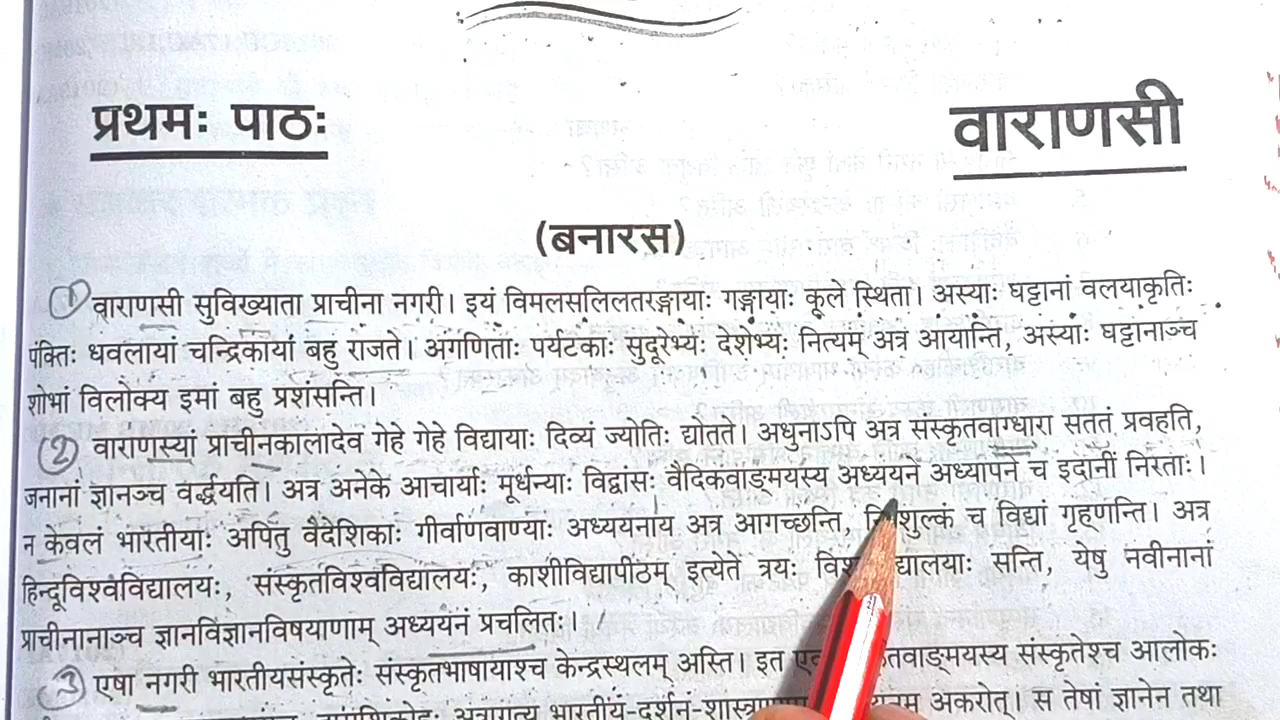 प्रथमः पाठः
वाराणसी
(बनारस)
① वाराणसी सुविख्याता प्राचीना नगरी। इयं विमलसलिलतरङ्गायाः गङ्गायाः कूले स्थिता। अस्याः घट्टानां वलयाकृतिः
पंक्तिः धवलायां चन्द्रिकायां बहु राजते। अगणिताः पर्यटकाः सुदूरेभ्यः देशेभ्यः नित्यम् अत्र आयान्ति, अस्याः घट्टानाञ्च
शोभां विलोक्य इमां बहु प्रशंसन्ति।
② वाराणस्यां प्राचीनकालादेव गेहे गेहे विद्यायाः दिव्यं ज्योतिः द्योतते। अधुनाऽपि अत्र संस्कृतवाग्धारा सततं प्रवहति,
जनानां ज्ञानञ्च वर्द्धयति। अत्र अनेके आचार्याः मूर्धन्याः विद्वांसः वैदिकवाङ्मयस्य अध्ययने अध्यापने च इदानीं निरताः।
न केवलं भारतीयाः अपितु वैदेशिकाः गीर्वाणवाण्याः अध्ययनाय अत्र आगच्छन्ति, च विद्यां गृह्णन्ति। अत्र
हिन्दूविश्वविद्यालयः, संस्कृतविश्वविद्यालयः, काशीविद्यापीठम् इत्येते त्रयः सन्ति, येषु नवीनानां
प्राचीनानाञ्च ज्ञानविज्ञानविषयाणाम् अध्ययनं प्रचलितः।
③ एषा नगरी भारतीयसंस्कृतेः संस्कृतभाषायाश्च केन्द्रस्थलम् अस्ति। इत संस्कृतेश्च आलोकः
अत्रागत्य भारतीय-दर्शन-शास्त्राणाम् अकरोत्। स तेषां ज्ञानेन तथा